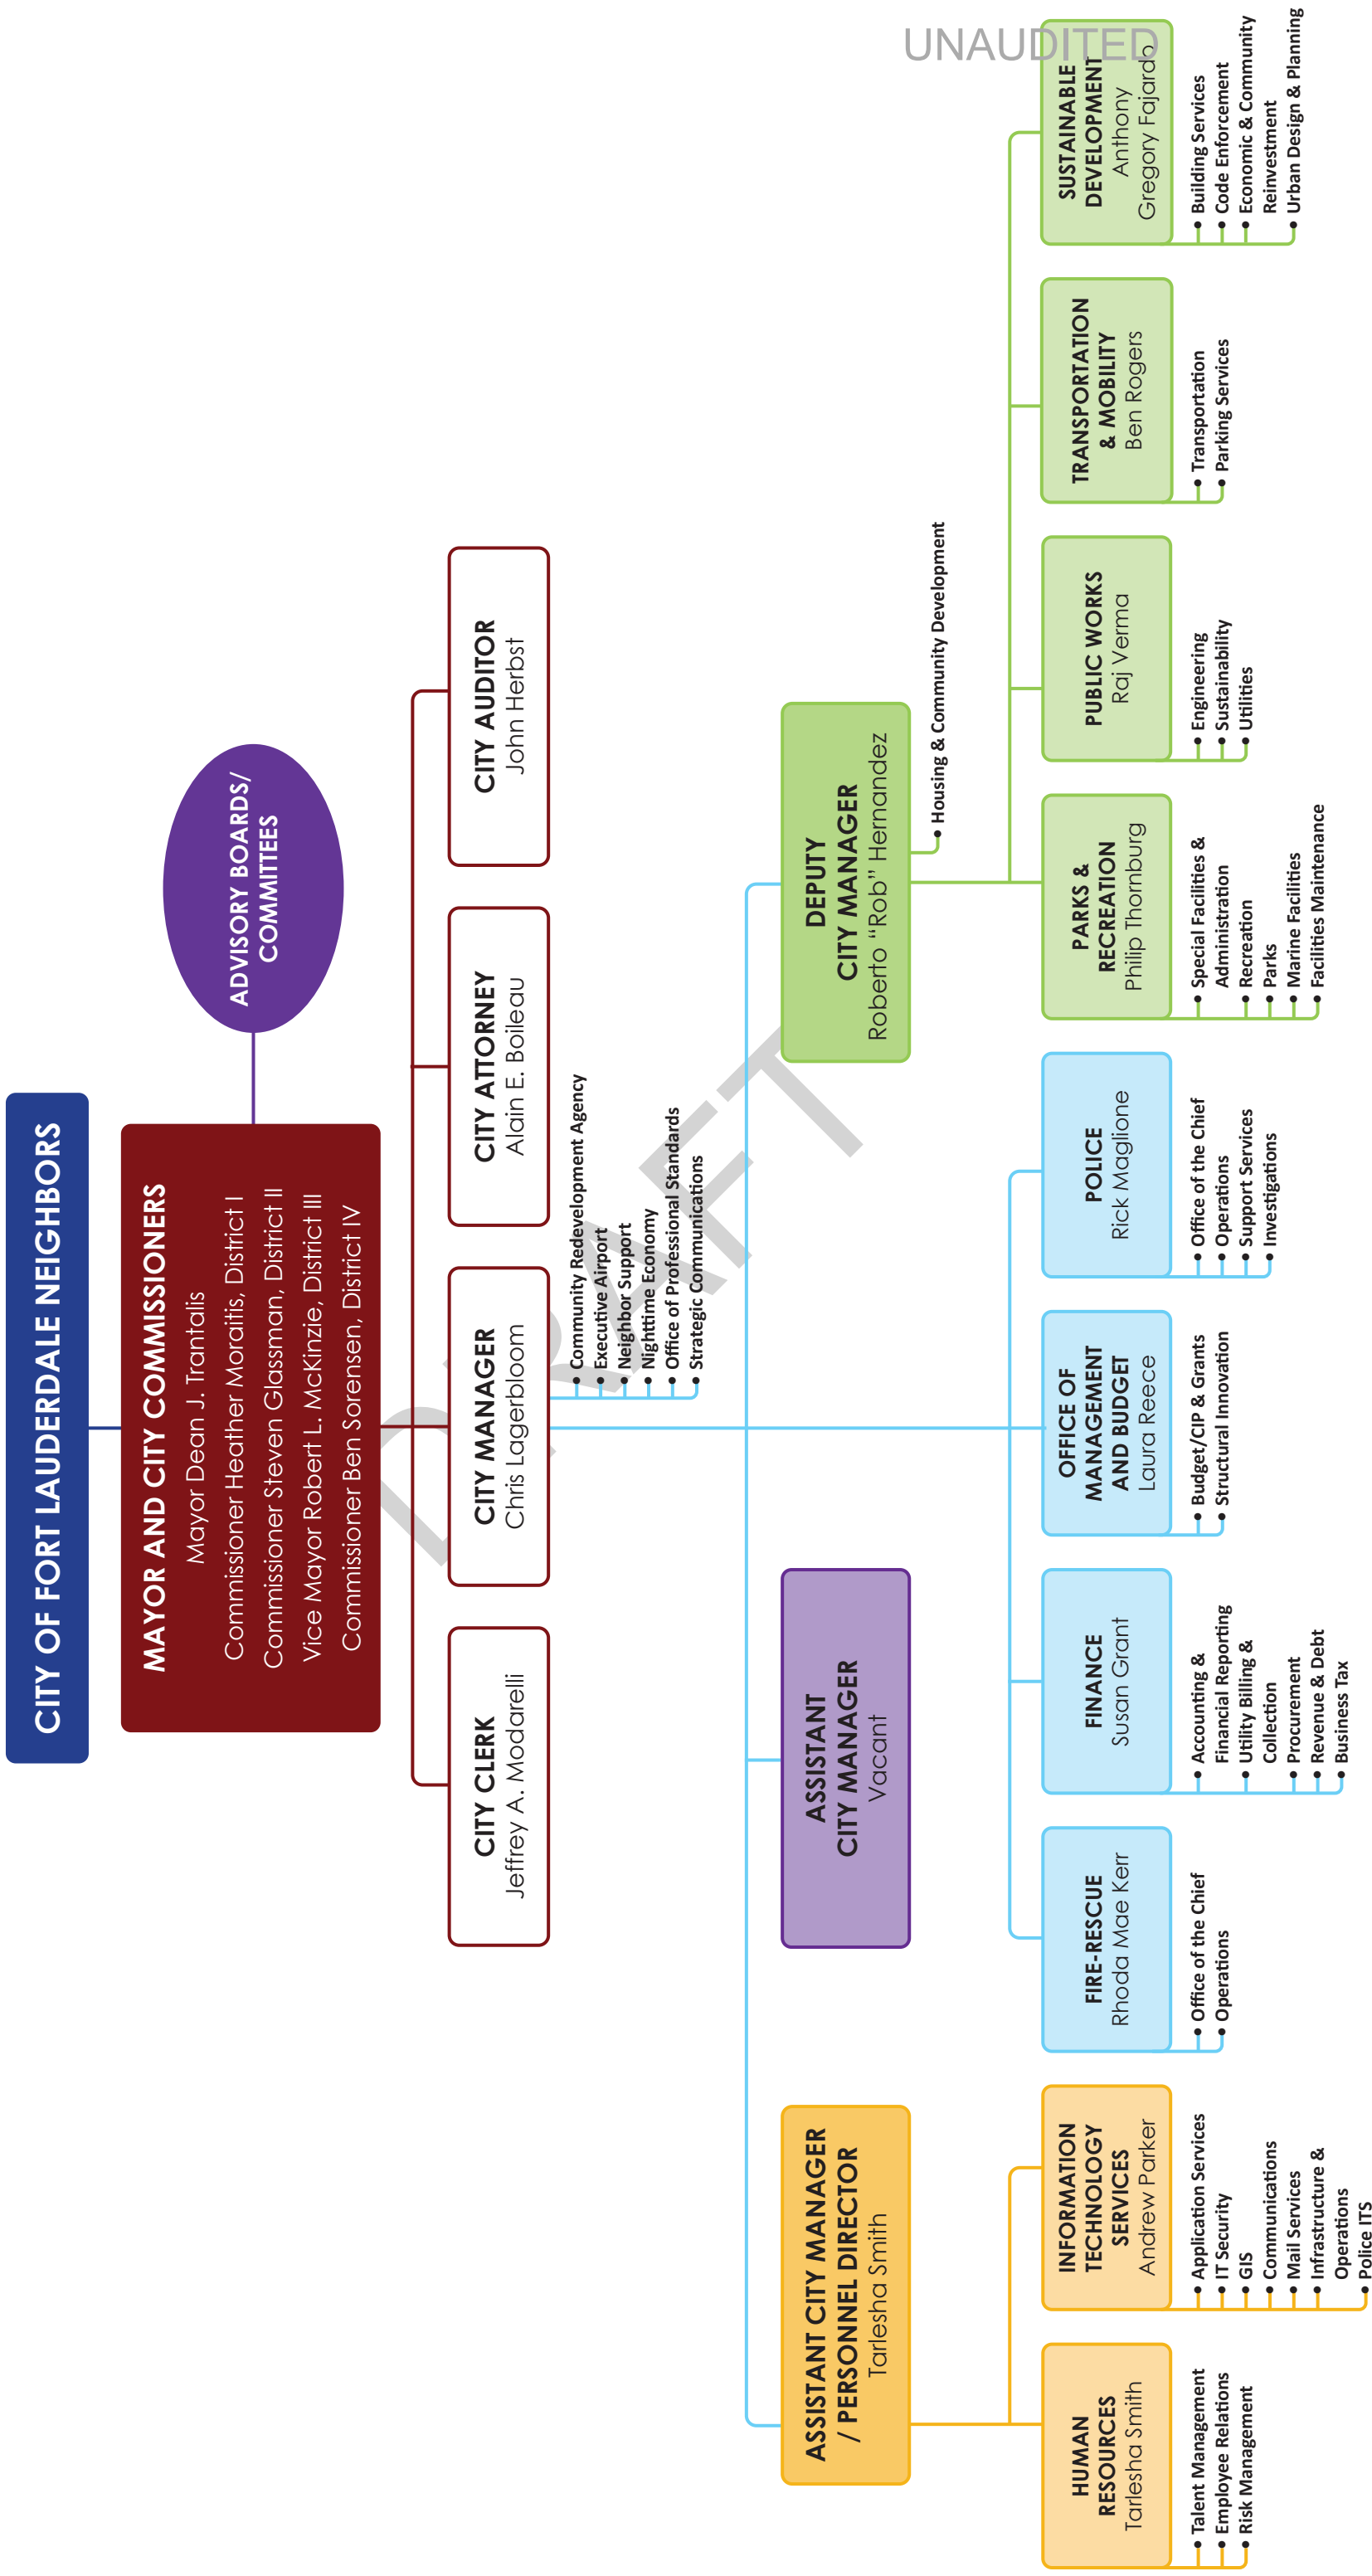 CITY OF FORT LAUDERDALE NEIGHBORS
MAYOR AND CITY COMMISSIONERS
Mayor Dean J. Trantalis
Commissioner Heather Moraitis, District I
Commissioner Steven Glassman, District II
Vice Mayor Robert L. McKinzie, District III
Commissioner Ben Sorensen, District IV
ADVISORY BOARDS/
COMMITTEES
CITY CLERK
Jeffrey A. Modarelli
CITY MANAGER
Chris Lagerbloom
• Community Redevelopment Agency
• Executive Airport
• Neighbor Support
• Nighttime Economy
• Office of Professional Standards
• Strategic Communications
CITY ATTORNEY
Alain E. Boileau
CITY AUDITOR
John Herbst
DRAFT
ASSISTANT CITY MANAGER
/ PERSONNEL DIRECTOR
Tarlesha Smith
ASSISTANT
CITY MANAGER
Vacant
DEPUTY
CITY MANAGER
Roberto “Rob” Hernandez
• Housing & Community Development
HUMAN
RESOURCES
Tarlesha Smith
• Talent Management
• Employee Relations
• Risk Management
INFORMATION
TECHNOLOGY
SERVICES
Andrew Parker
• Application Services
• IT Security
• GIS
• Communications
• Mail Services
• Infrastructure &
Operations
• Police ITS
FIRE-RESCUE
Rhoda Mae Kerr
• Office of the Chief
• Operations
FINANCE
Susan Grant
• Accounting &
Financial Reporting
• Utility Billing &
Collection
• Procurement
• Revenue & Debt
• Business Tax
OFFICE OF
MANAGEMENT
AND BUDGET
Laura Reece
• Budget/CIP & Grants
• Structural Innovation
POLICE
Rick Maglione
• Office of the Chief
• Operations
• Support Services
• Investigations
PARKS &
RECREATION
Philip Thornburg
• Special Facilities &
Administration
• Recreation
• Parks
• Marine Facilities
• Facilities Maintenance
PUBLIC WORKS
Raj Verma
• Engineering
• Sustainability
• Utilities
TRANSPORTATION
& MOBILITY
Ben Rogers
• Transportation
• Parking Services
SUSTAINABLE
DEVELOPMENT
Anthony
Gregory Fajardo
• Building Services
• Code Enforcement
• Economic & Community
Reinvestment
• Urban Design & Planning
UNAUDITED